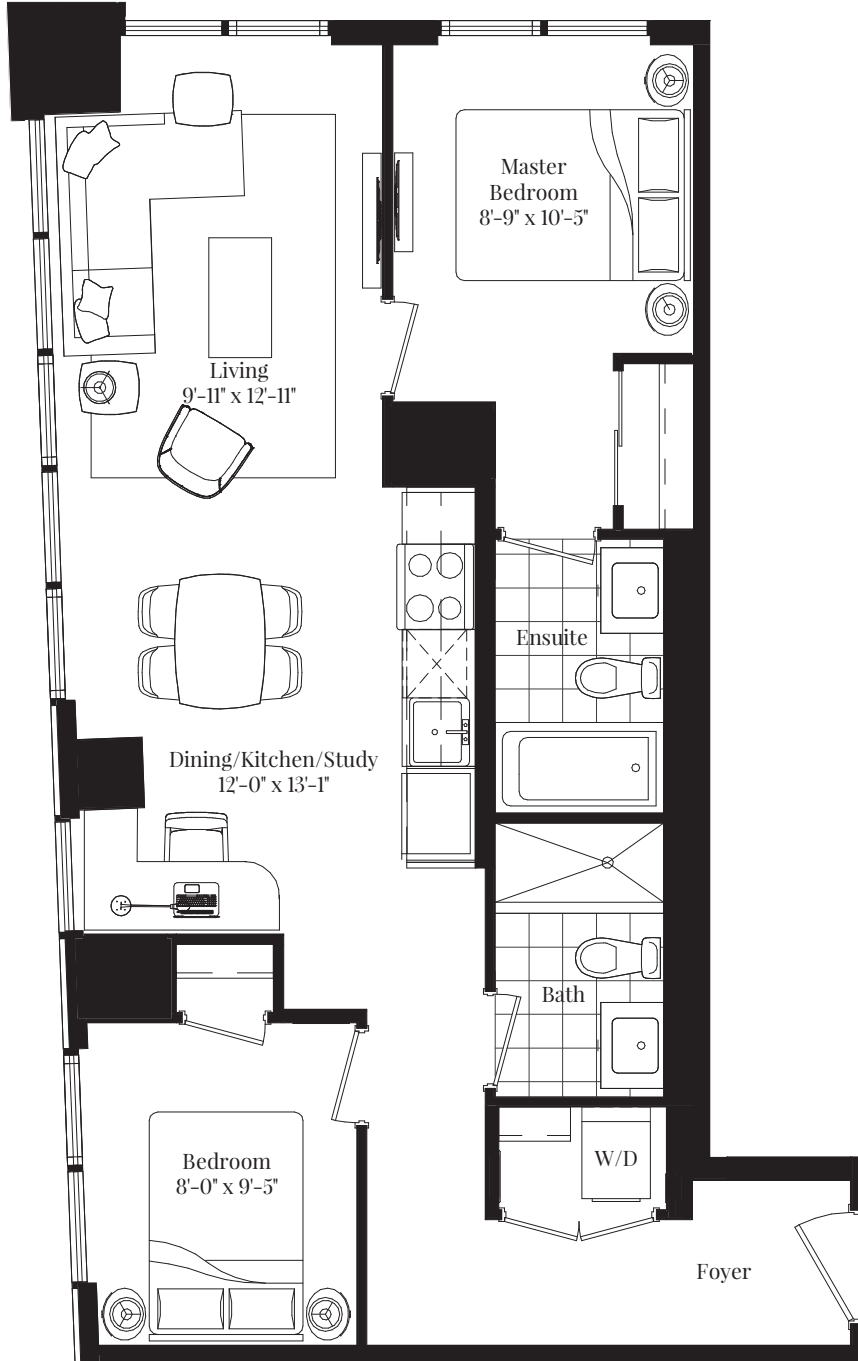 Master
Bedroom
8'-9" x 10'-5"
Living
9'-11" x 12'-11"
Ensuite
Dining/Kitchen/Study
12'-0" x 13'-1"
Bath
Bedroom
8'-0" x 9'-5"
W/D
Foyer